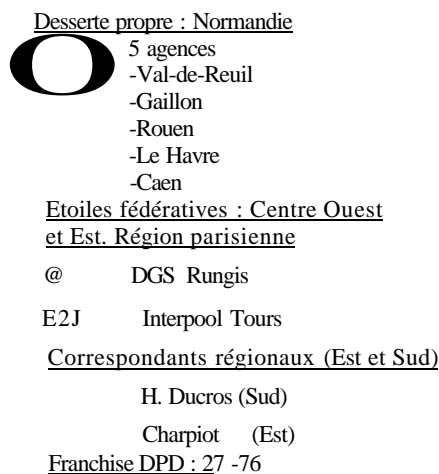 Desserte propre : Normandie
O 5 agences
-Val-de-Reuil
-Gaillon
-Rouen
-Le Havre
-Caen
Etoiles fédératives : Centre Ouest
et Est. Région parisienne
@ DGS Rungis
E2J Interpool Tours
Correspondants régionaux (Est et Sud)
H. Ducros (Sud)
Charpiot (Est)
Franchise DPD : 27 -76